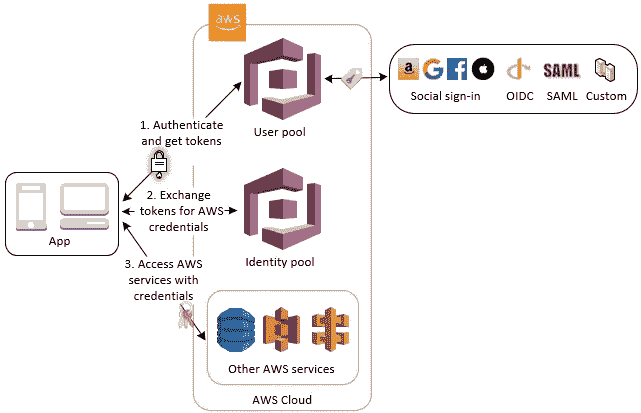 aws
1. Authenticate
and get tokens
User pool
a
G
f
Social sign-in
OIDC
SAML
SAML
Custom
2. Exchange
tokens for AWS
credentials
App
Identity pool
3. Access AWS
services with
credentials
Other AWS services
AWS Cloud